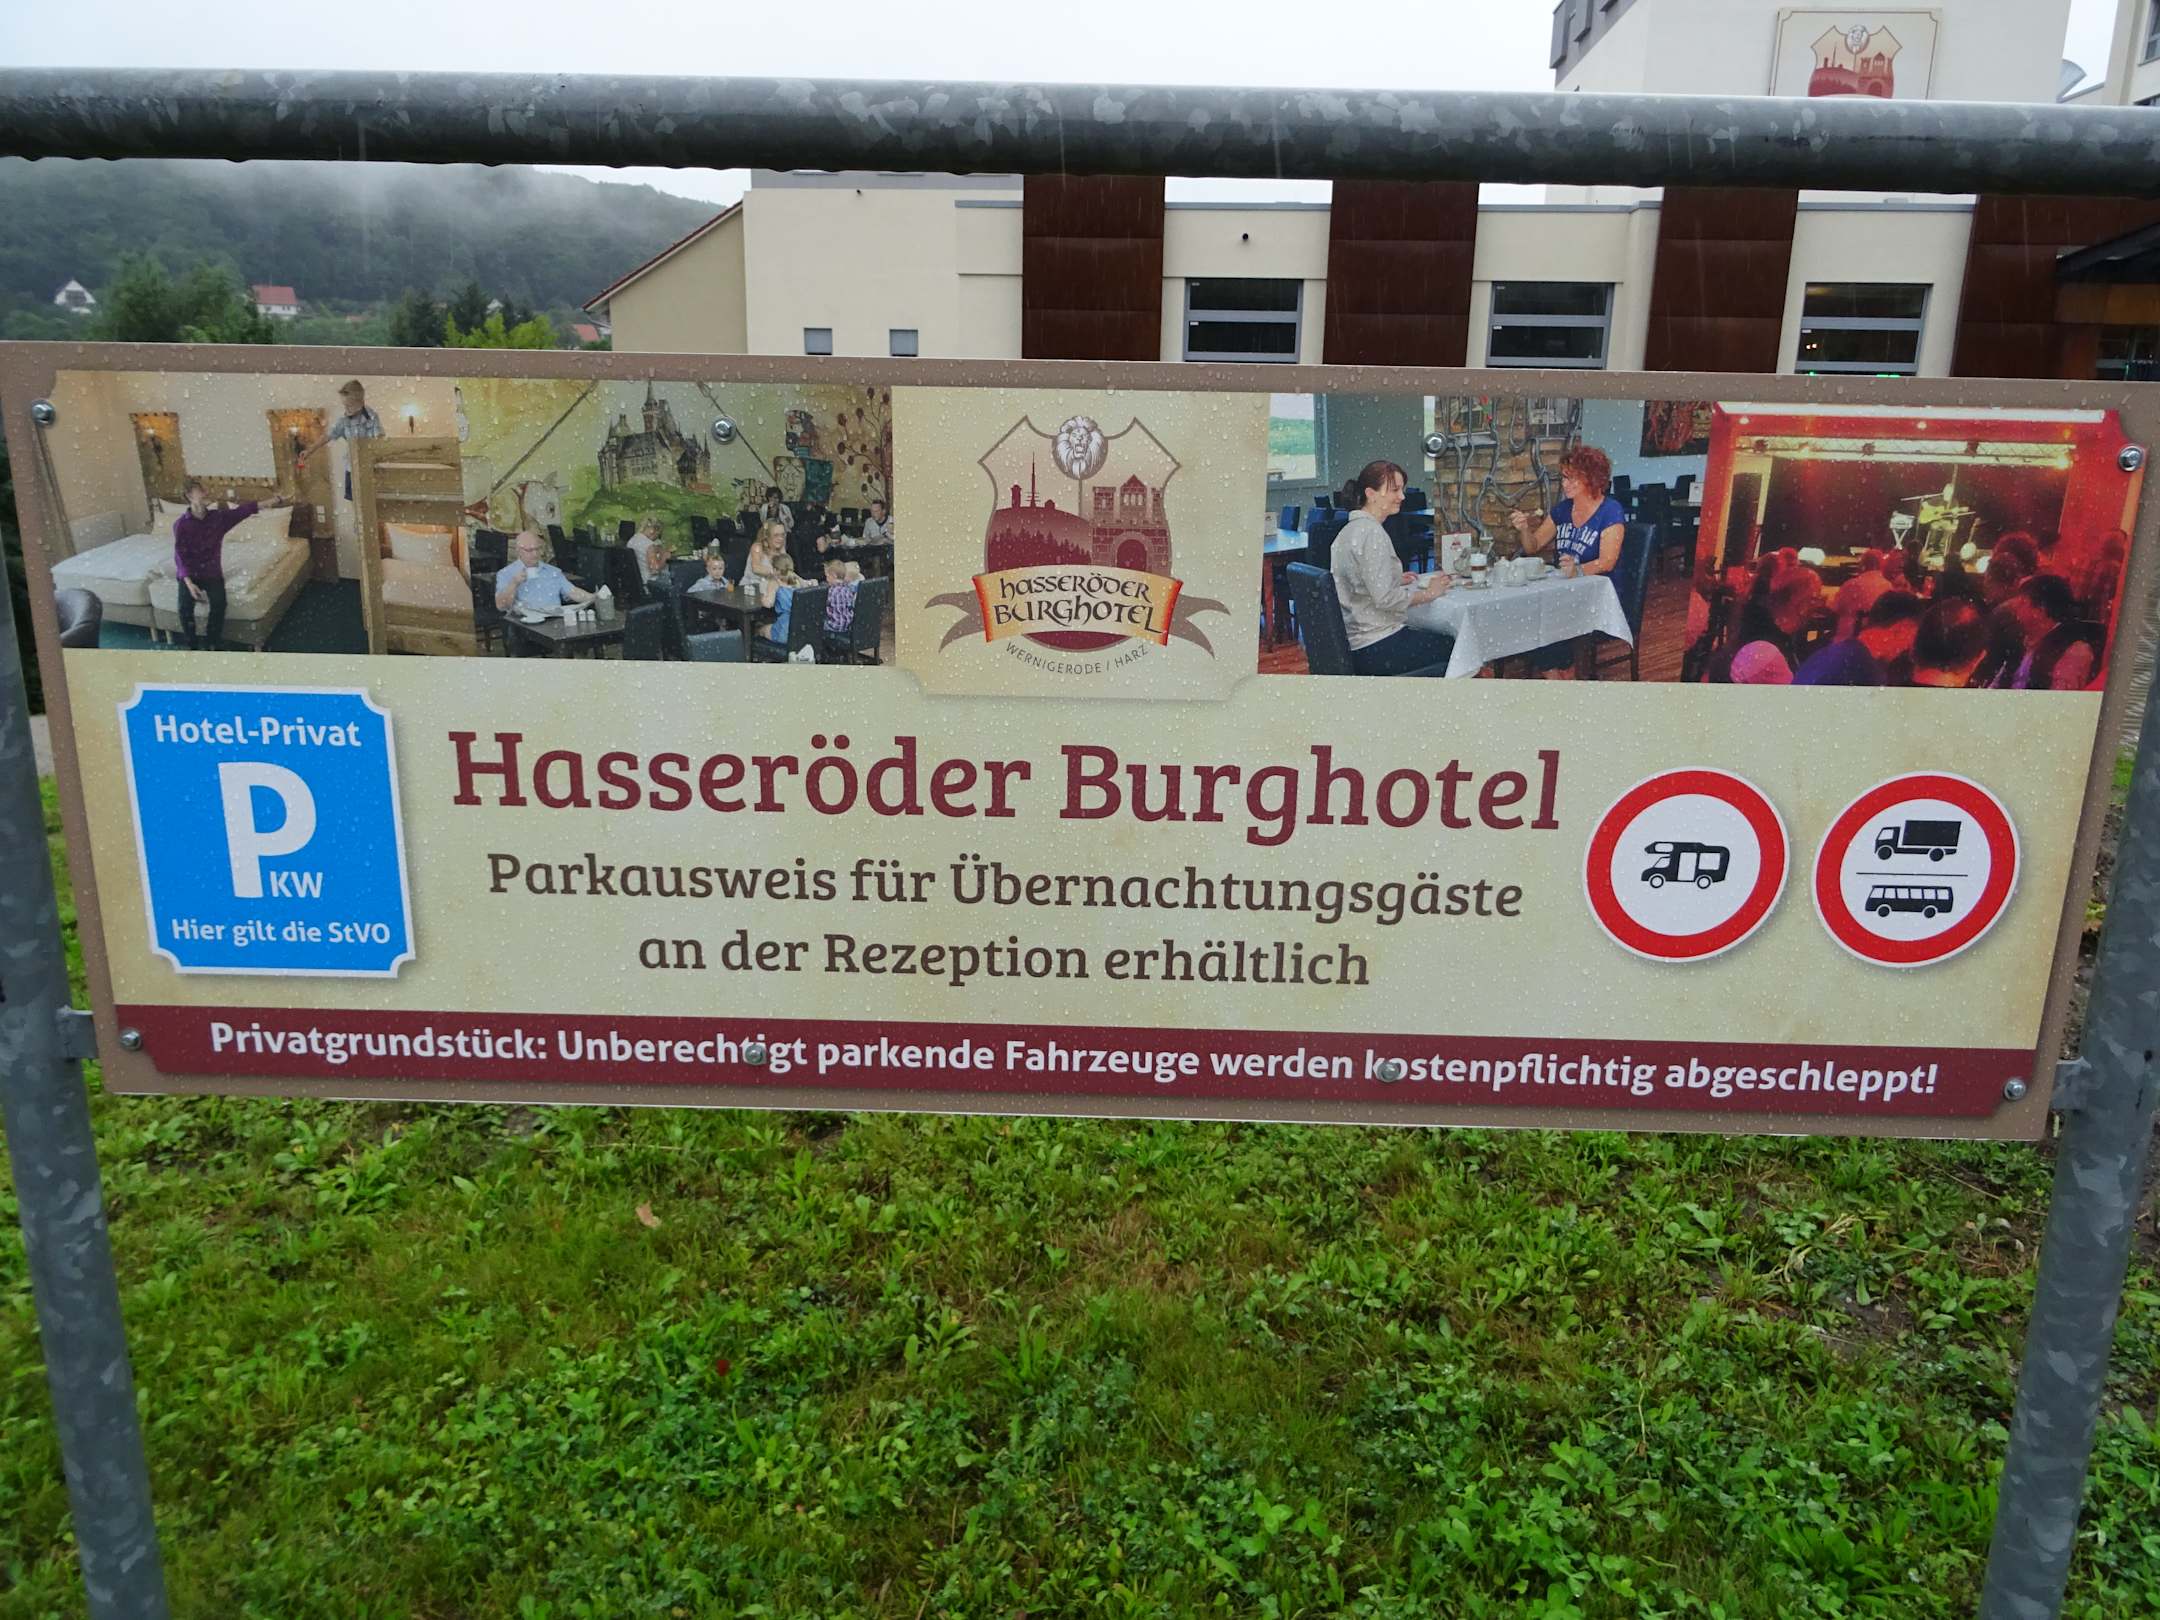 HASSERÖDER
BURGHOTEL
WERNIGERODE / HARZ
Hotel-Privat
PKW
Hier gilt die StVO
Hasseröder Burghotel
Parkausweis für Übernachtungsgäste
an der Rezeption erhältlich
Privatgrundstück: Unberechtigt parkende Fahrzeuge werden kostenpflichtig abgeschleppt!